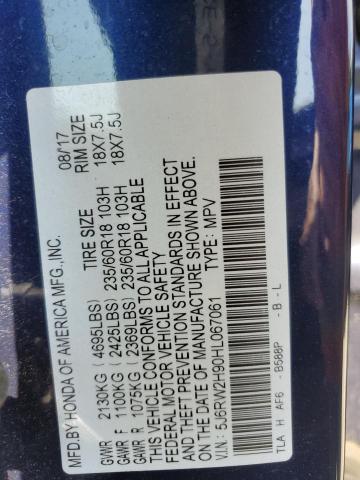 MFD.BY HONDA OF AMERICA MFG.,INC. 08/17
TIRE SIZE RIM SIZE
GVWR 2130KG (4695LBS)
GAWR F 1100KG (2425LBS) 235/60R18 103H 18X7.5J
GAWR R 1075KG (2369LBS) 235/60R18 103H 18X7.5J
THIS VEHICLE CONFORMS TO ALL APPLICABLE
FEDERAL MOTOR VEHICLE SAFETY
AND THEFT PREVENTION STANDARDS IN EFFECT
ON THE DATE OF MANUFACTURE SHOWN ABOVE.
V.I.N: 5J6RW2H90HL067061 TYPE: MPV
TLA H AF6 - B588P - B - L